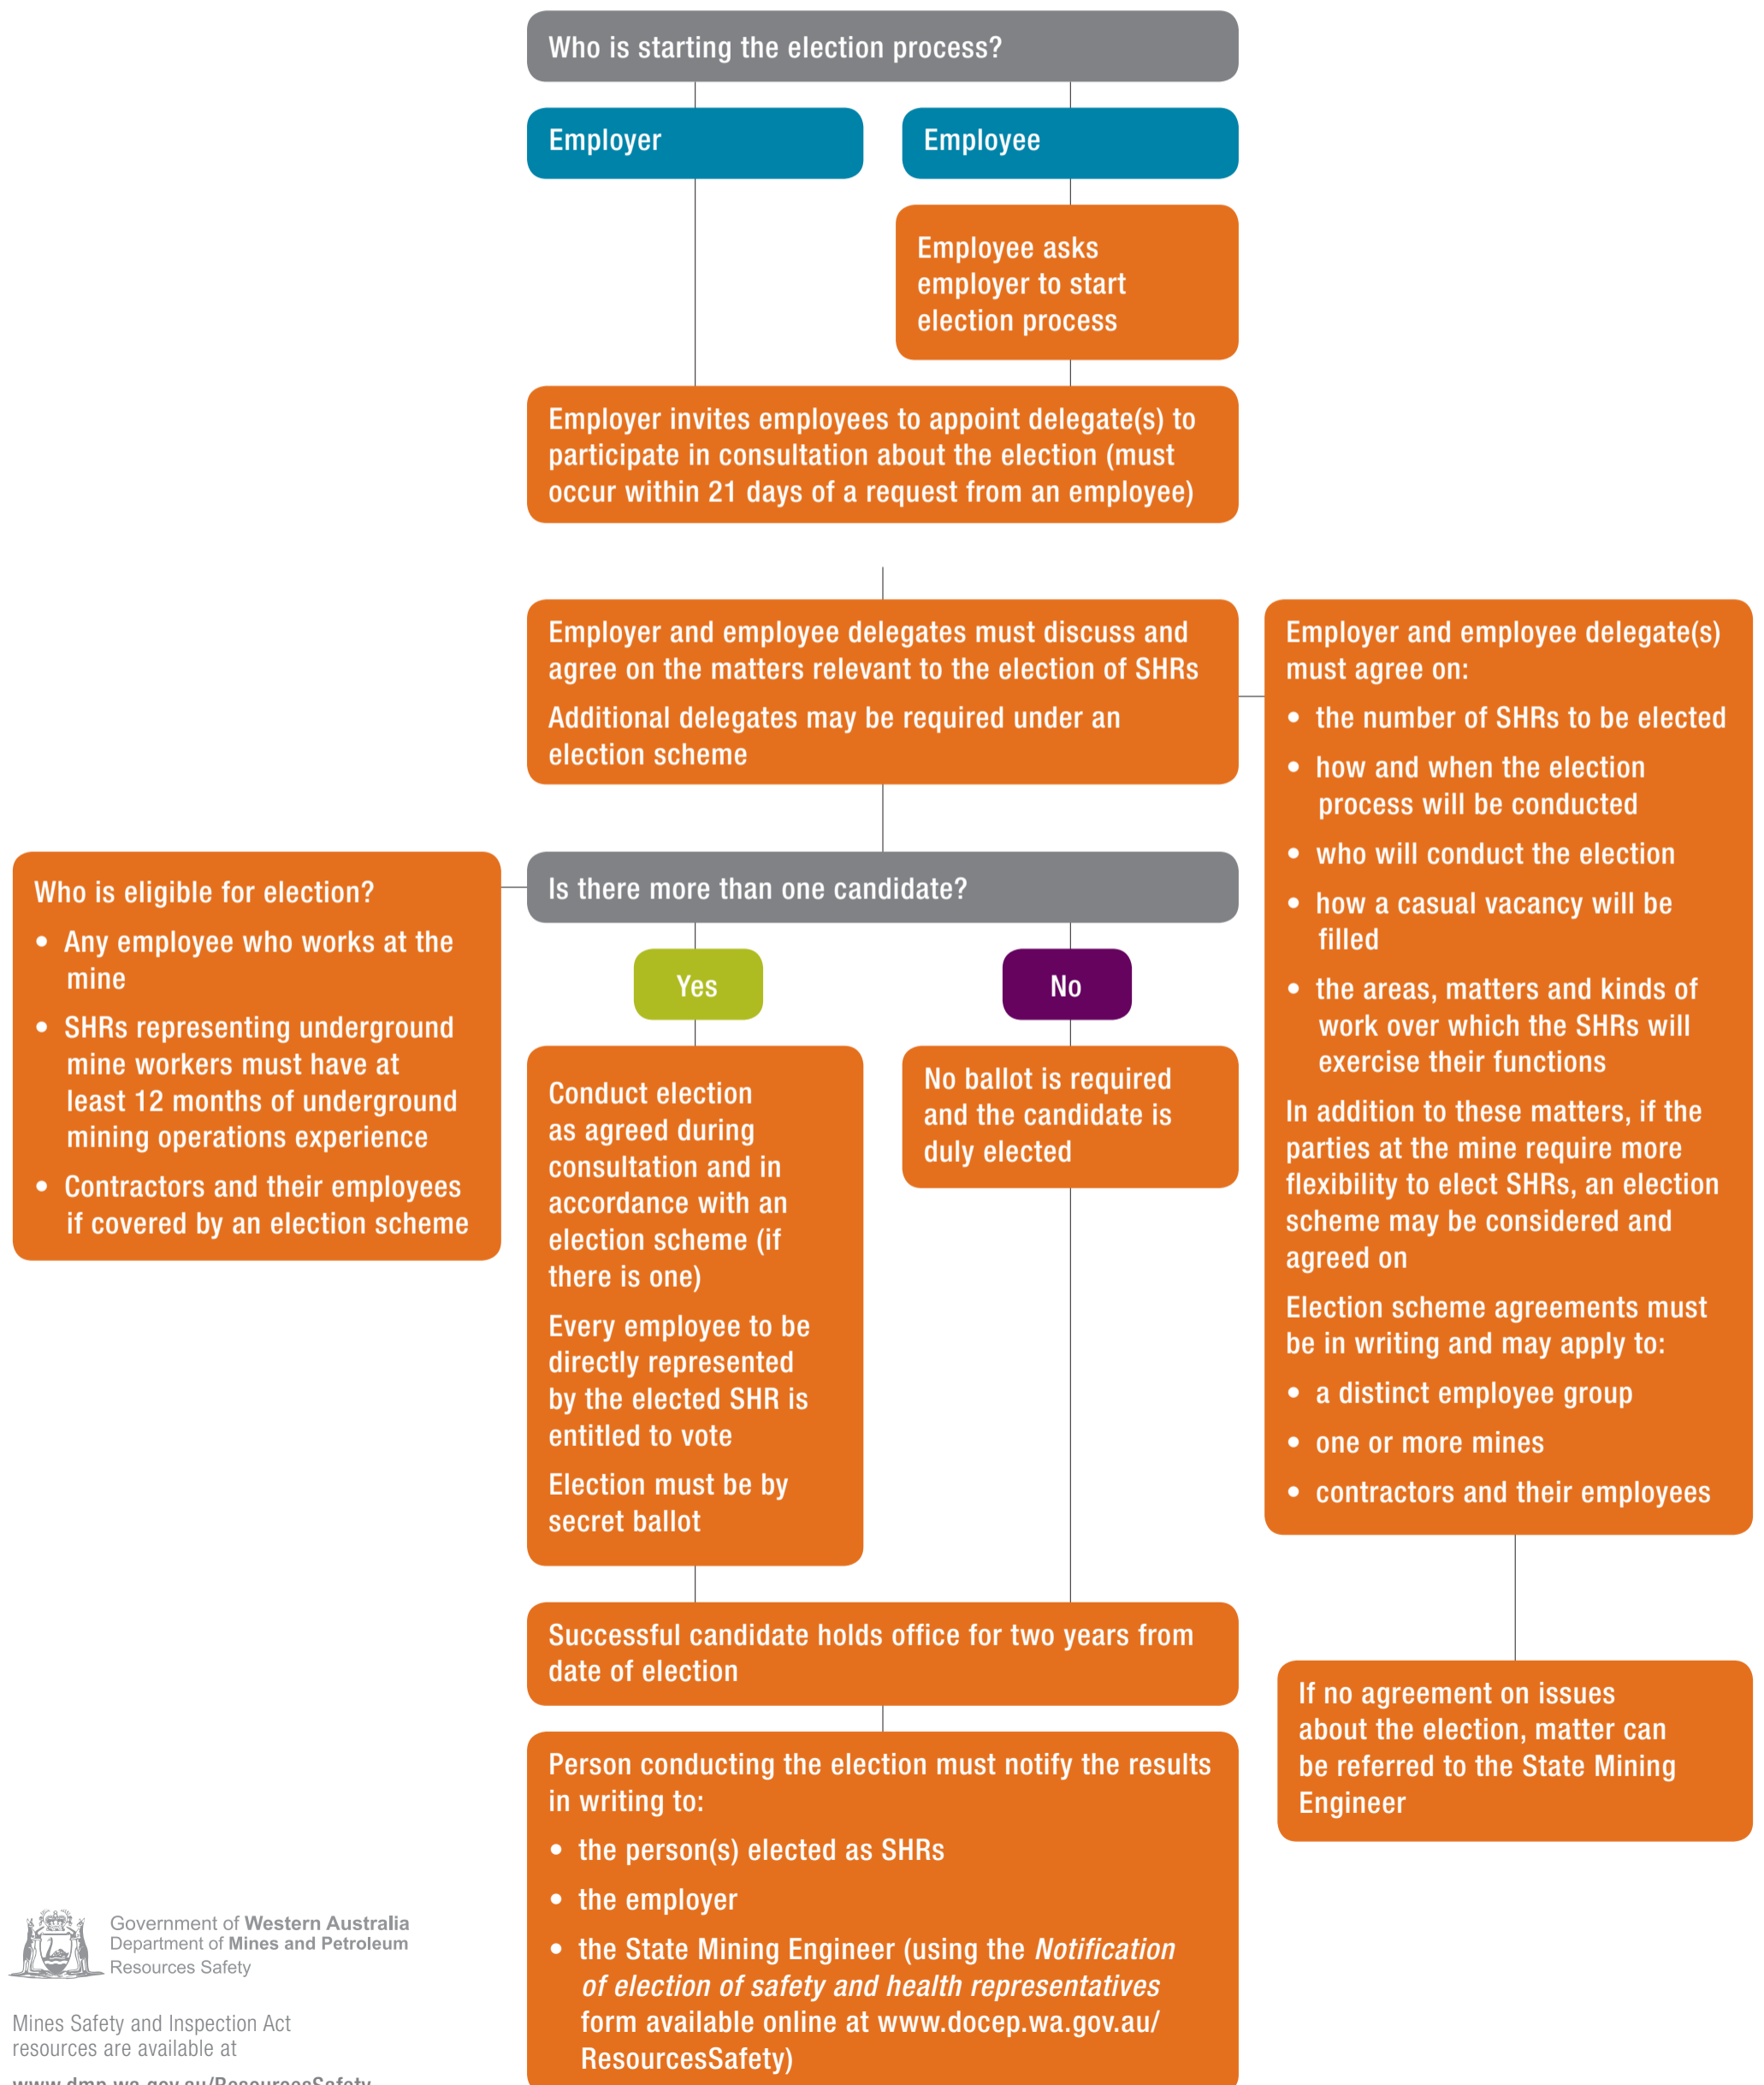 Who is starting the election process?
Employer
Employee
Employee asks
employer to start
election process
Employer invites employees to appoint delegate(s) to
participate in consultation about the election (must
occur within 21 days of a request from an employee)
Employer and employee delegates must discuss and
agree on the matters relevant to the election of SHRs
Additional delegates may be required under an
election scheme
Employer and employee delegate(s)
must agree on:
• the number of SHRs to be elected
• how and when the election
process will be conducted
• who will conduct the election
• how a casual vacancy will be
filled
• the areas, matters and kinds of
work over which the SHRs will
exercise their functions
In addition to these matters, if the
parties at the mine require more
flexibility to elect SHRs, an election
scheme may be considered and
agreed on
Election scheme agreements must
be in writing and may apply to:
• a distinct employee group
• one or more mines
• contractors and their employees
If no agreement on issues
about the election, matter can
be referred to the State Mining
Engineer
Who is eligible for election?
• Any employee who works at the
mine
• SHRs representing underground
mine workers must have at
least 12 months of underground
mining operations experience
• Contractors and their employees
if covered by an election scheme
Is there more than one candidate?
Yes
No
Conduct election
as agreed during
consultation and in
accordance with an
election scheme (if
there is one)
Every employee to be
directly represented
by the elected SHR is
entitled to vote
Election must be by
secret ballot
No ballot is required
and the candidate is
duly elected
Successful candidate holds office for two years from
date of election
Person conducting the election must notify the results
in writing to:
• the person(s) elected as SHRs
• the employer
• the State Mining Engineer (using the Notification
of election of safety and health representatives
form available online at www.docep.wa.gov.au/
ResourcesSafety)
Government of Western Australia
Department of Mines and Petroleum
Resources Safety
Mines Safety and Inspection Act
resources are available at
www.dmp.wa.gov.au/ResourcesSafety